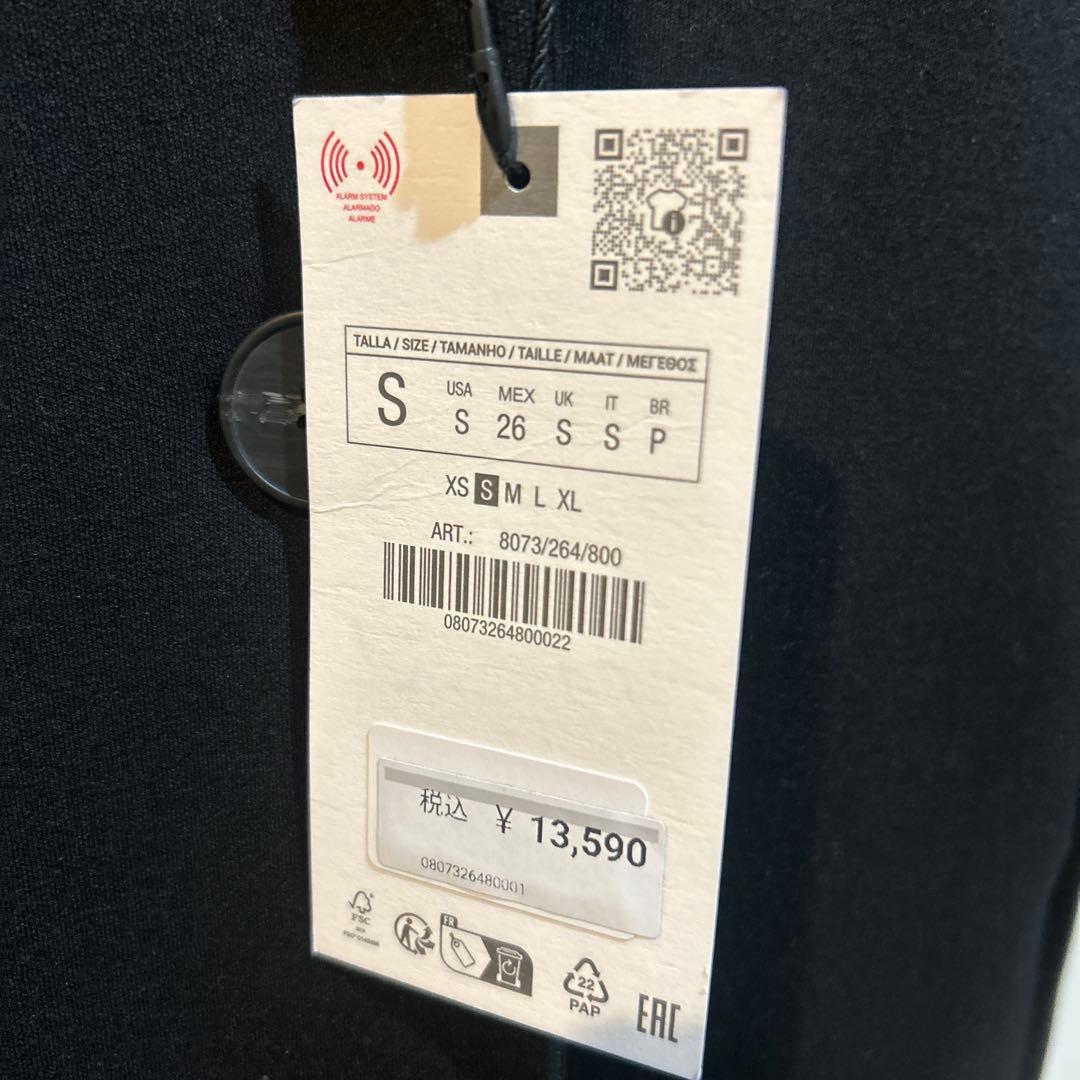 ALARM SYSTEM
ALARMADO
ALARME
TALLA / SIZE / TAMANHO / TAILLE / MAAT / ΜΕΓΕΘΟΣ
S
USA MEX UK IT BR
S 26 S S P
XS S M L XL
ART.: 8073/264/800
08073264800022
税込 ¥ 13,590
0807326480001
FSC
FR
22
PAP
EAC